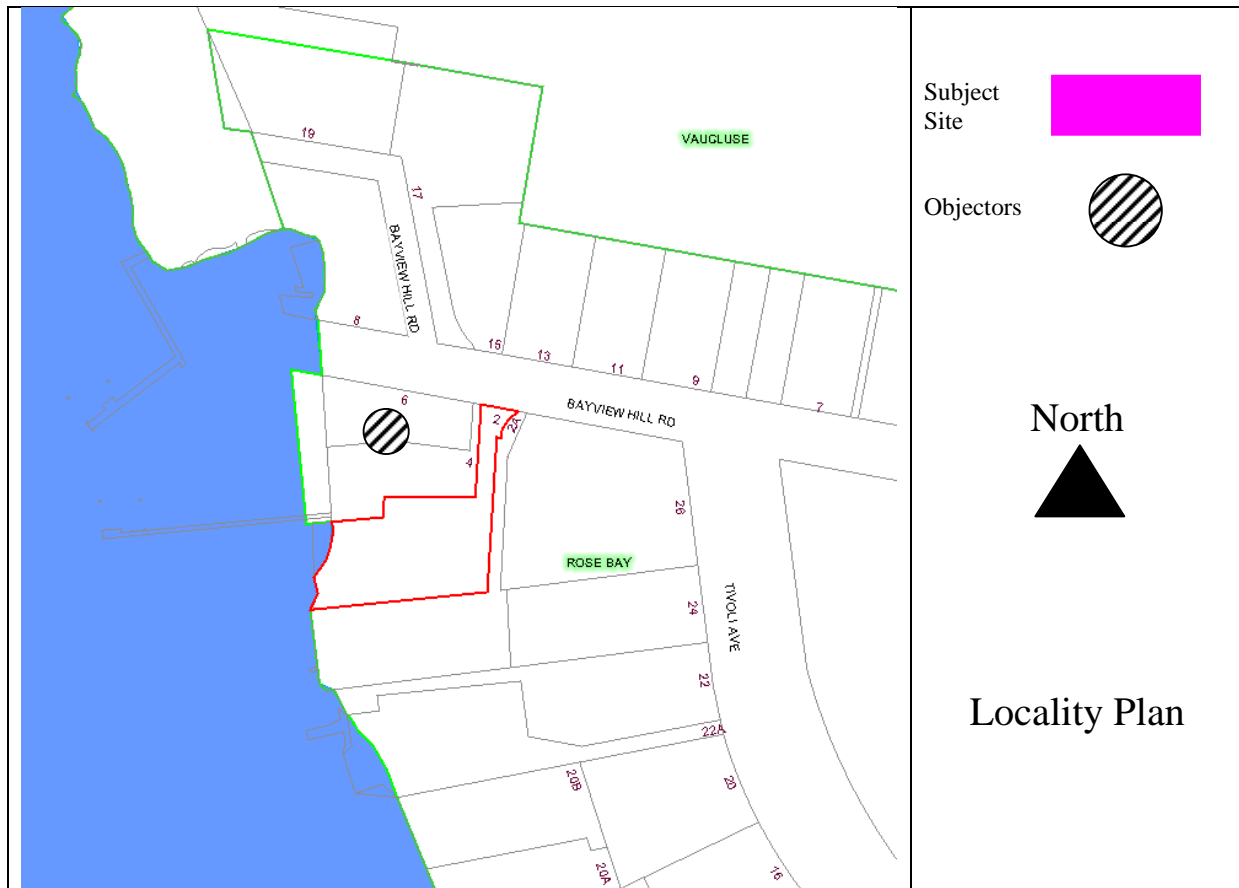 19
VAUCLUSE
17
BAYVIEW HILL RD
8
15
13
11
9
7
6
2
2A
BAYVIEW HILL RD
4
26
ROSE BAY
24
TIVOLI AVE
22
22A
20B
20
20A
16
Subject
Site
Objectors
North
Locality Plan